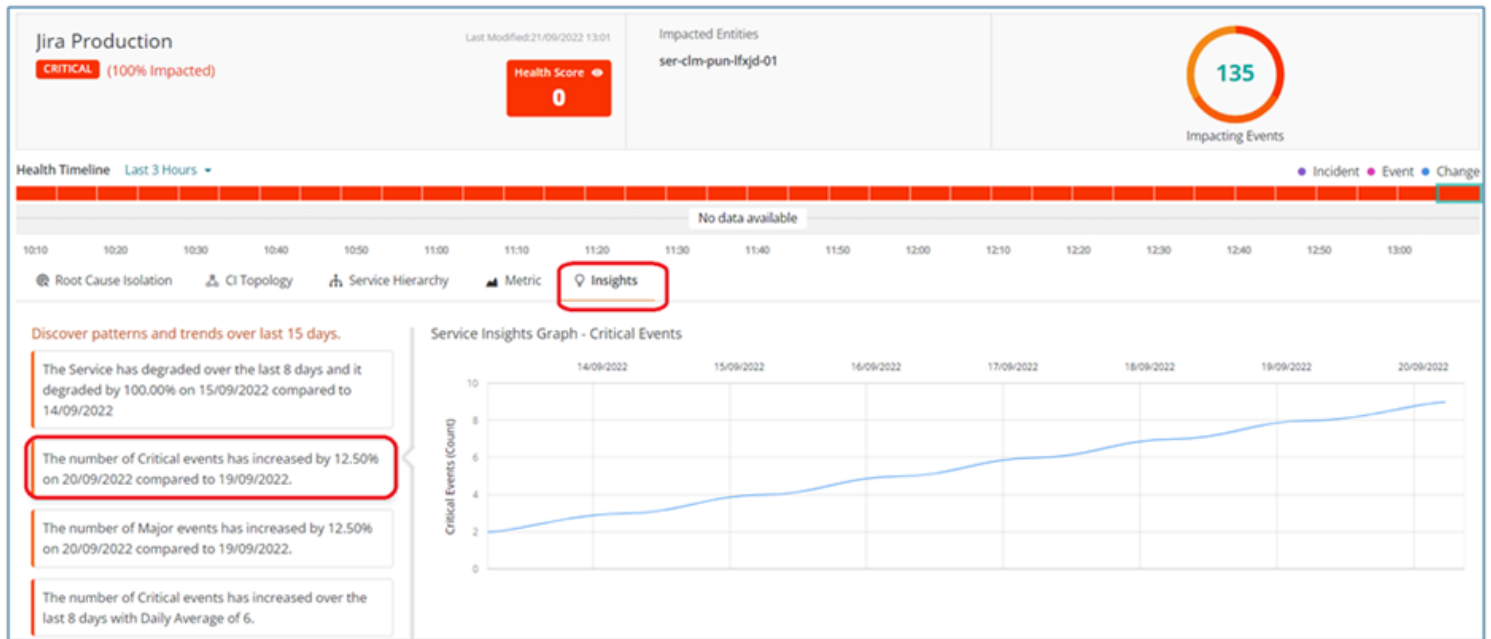 Jira Production
Last Modified:21/09/2022 13:01
CRITICAL (100% Impacted)
Health Score
0
Impacted Entities
ser-clm-pun-lfxjd-01
135
Impacting Events
Health Timeline Last 3 Hours
Incident Event Change
No data available
10:10 10:20 10:30 10:40 10:50 11:00 11:10 11:20 11:30 11:40 11:50 12:00 12:10 12:20 12:30 12:40 12:50 13:00
Root Cause Isolation CI Topology Service Hierarchy Metric Insights
Discover patterns and trends over last 15 days.
The Service has degraded over the last 8 days and it
degraded by 100.00% on 15/09/2022 compared to
14/09/2022
The number of Critical events has increased by 12.50%
on 20/09/2022 compared to 19/09/2022.
The number of Major events has increased by 12.50%
on 20/09/2022 compared to 19/09/2022.
The number of Critical events has increased over the
last 8 days with Daily Average of 6.
Service Insights Graph - Critical Events
14/09/2022 15/09/2022 16/09/2022 17/09/2022 18/09/2022 19/09/2022 20/09/2022
Critical Events (Count)
10
8
6
4
2
0